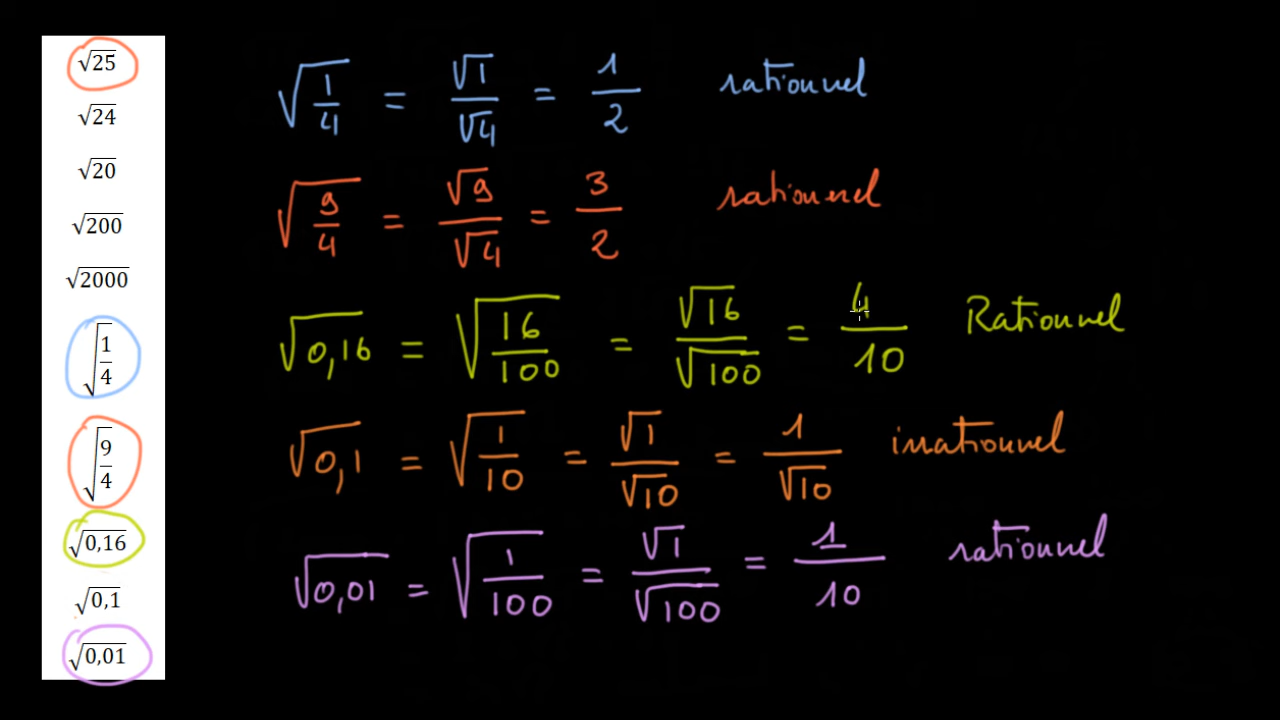 √25
√24
√20
√200
√2000
√(1/4)
√(9/4)
√0,16
√0,1
√0,01
√(1/4) = √1/√4 = 1/2 rationnel
√(9/4) = √9/√4 = 3/2 rationnel
√0,16 = √(16/100) = √16/√100 = 4/10 Rationnel
√0,1 = √(1/10) = √1/√10 = 1/√10 irrationnel
√0,01 = √(1/100) = √1/√100 = 1/10 rationnel